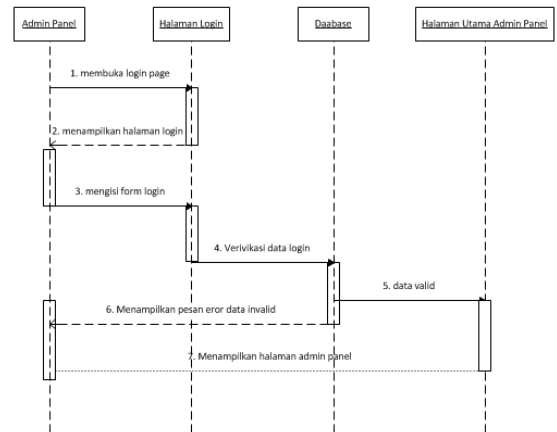 Admin Panel
Halaman Login
Daabase
Halaman Utama Admin Panel
1. membuka login page
2. menampilkan halaman login
3. mengisi form login
4. Verivikasi data login
5. data valid
6. Menampilkan pesan eror data invalid
7. Menampilkan halaman admin panel